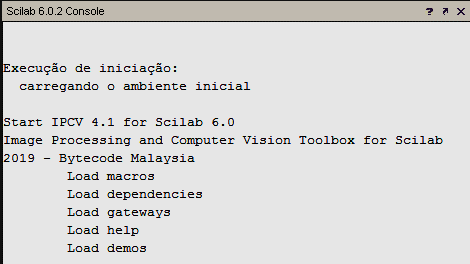 Scilab 6.0.2 Console
Execução de iniciação:
carregando o ambiente inicial
Start IPCV 4.1 for Scilab 6.0
Image Processing and Computer Vision Toolbox for Scilab
2019 - Bytecode Malaysia
Load macros
Load dependencies
Load gateways
Load help
Load demos